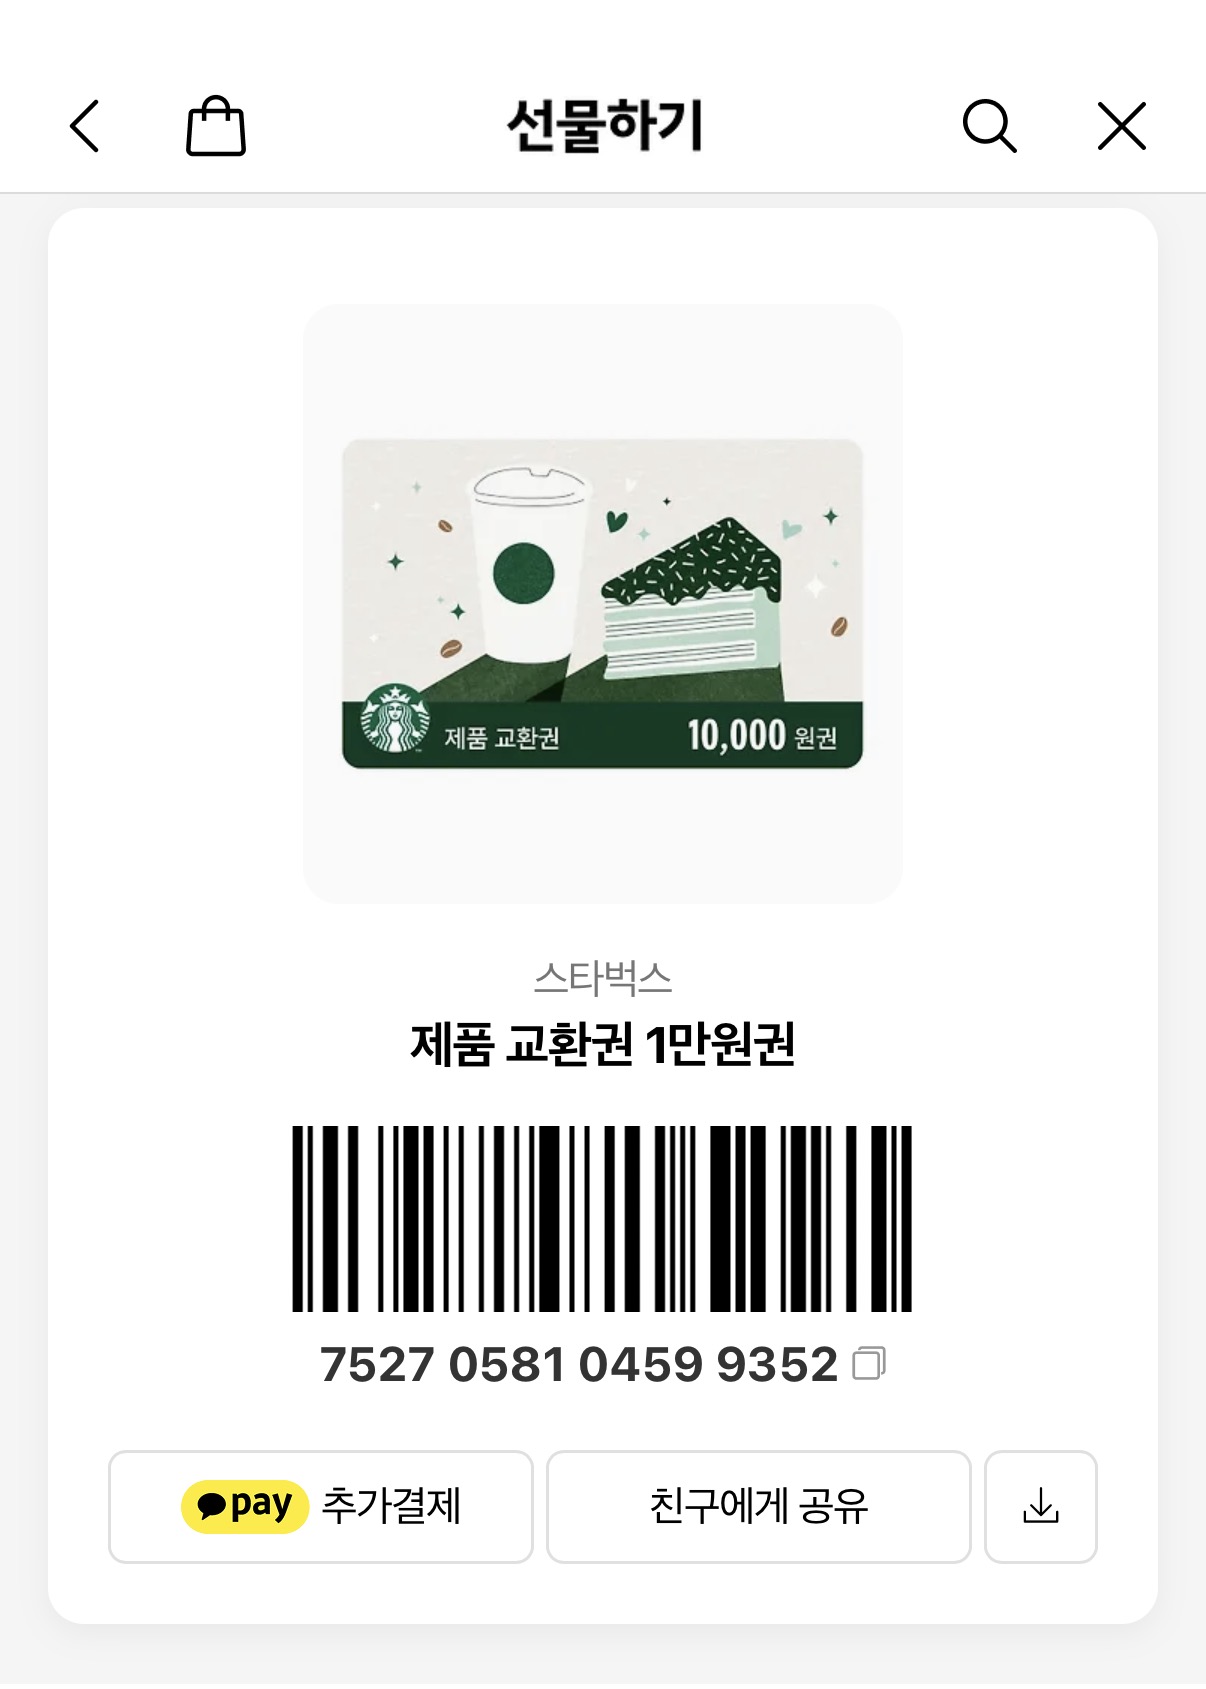 선물하기
제품 교환권 10,000 원권
스타벅스
제품 교환권 1만원권
7527 0581 0459 9352
pay 추가결제
친구에게 공유